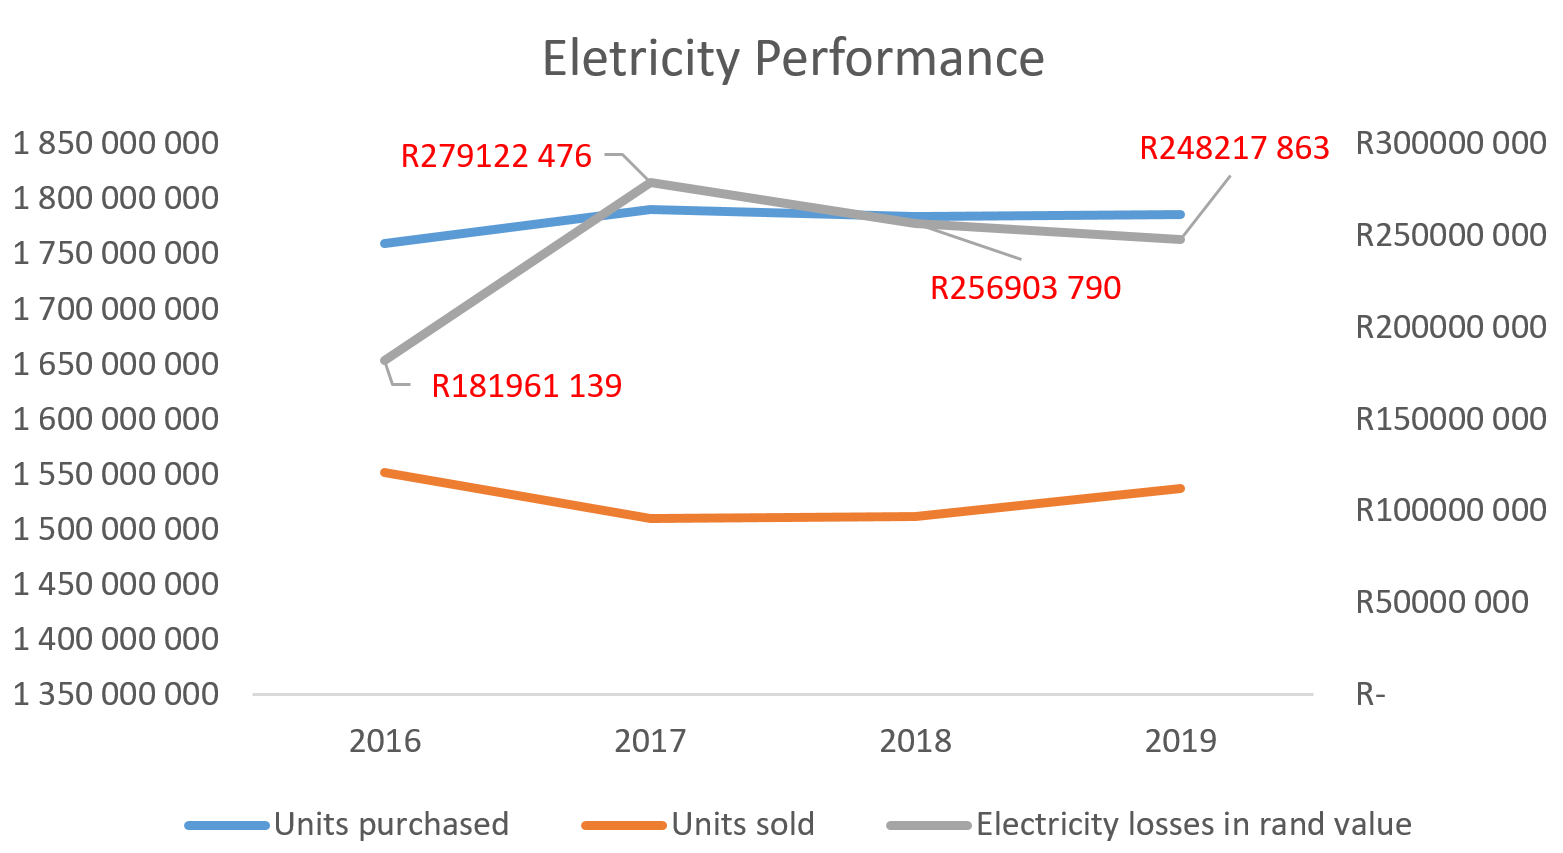 Eletricity Performance
1 850 000 000
1 800 000 000
1 750 000 000
1 700 000 000
1 650 000 000
1 600 000 000
1 550 000 000
1 500 000 000
1 450 000 000
1 400 000 000
1 350 000 000
R279122 476
R248217 863
R256903 790
R181961 139
R300000 000
R250000 000
R200000 000
R150000 000
R100000 000
R50000 000
R-
2016 2017 2018 2019
Units purchased Units sold Electricity losses in rand value